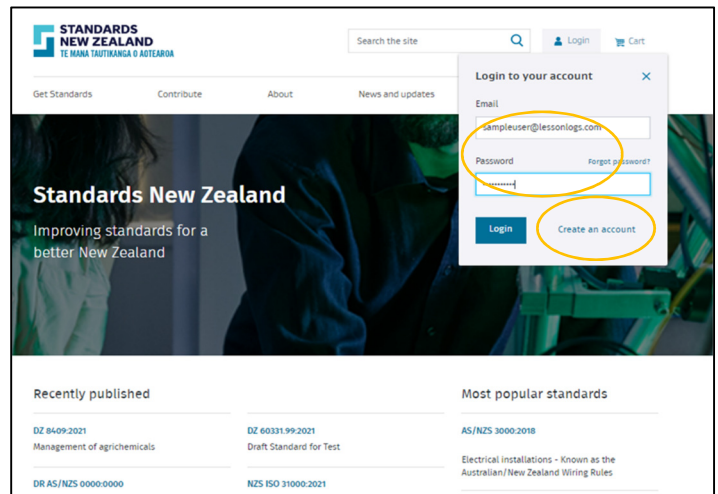 STANDARDS
NEW ZEALAND
TE MANA TAUTIKANGA O AOTEAROA
Search the site
Login
Cart
Get Standards
Contribute
About
News and updates
Login to your account
Email
sampleuser@lessonlogs.com
Password
Forgot password?
Login
Create an account
Standards New Zealand
Improving standards for a
better New Zealand
Recently published
DZ 8409:2021
Management of agrichemicals
DR AS/NZS 0000:0000
DZ 60331.99:2021
Draft Standard for Test
NZS ISO 31000:2021
Most popular standards
AS/NZS 3000:2018
Electrical installations - Known as the
Australian/New Zealand Wiring Rules